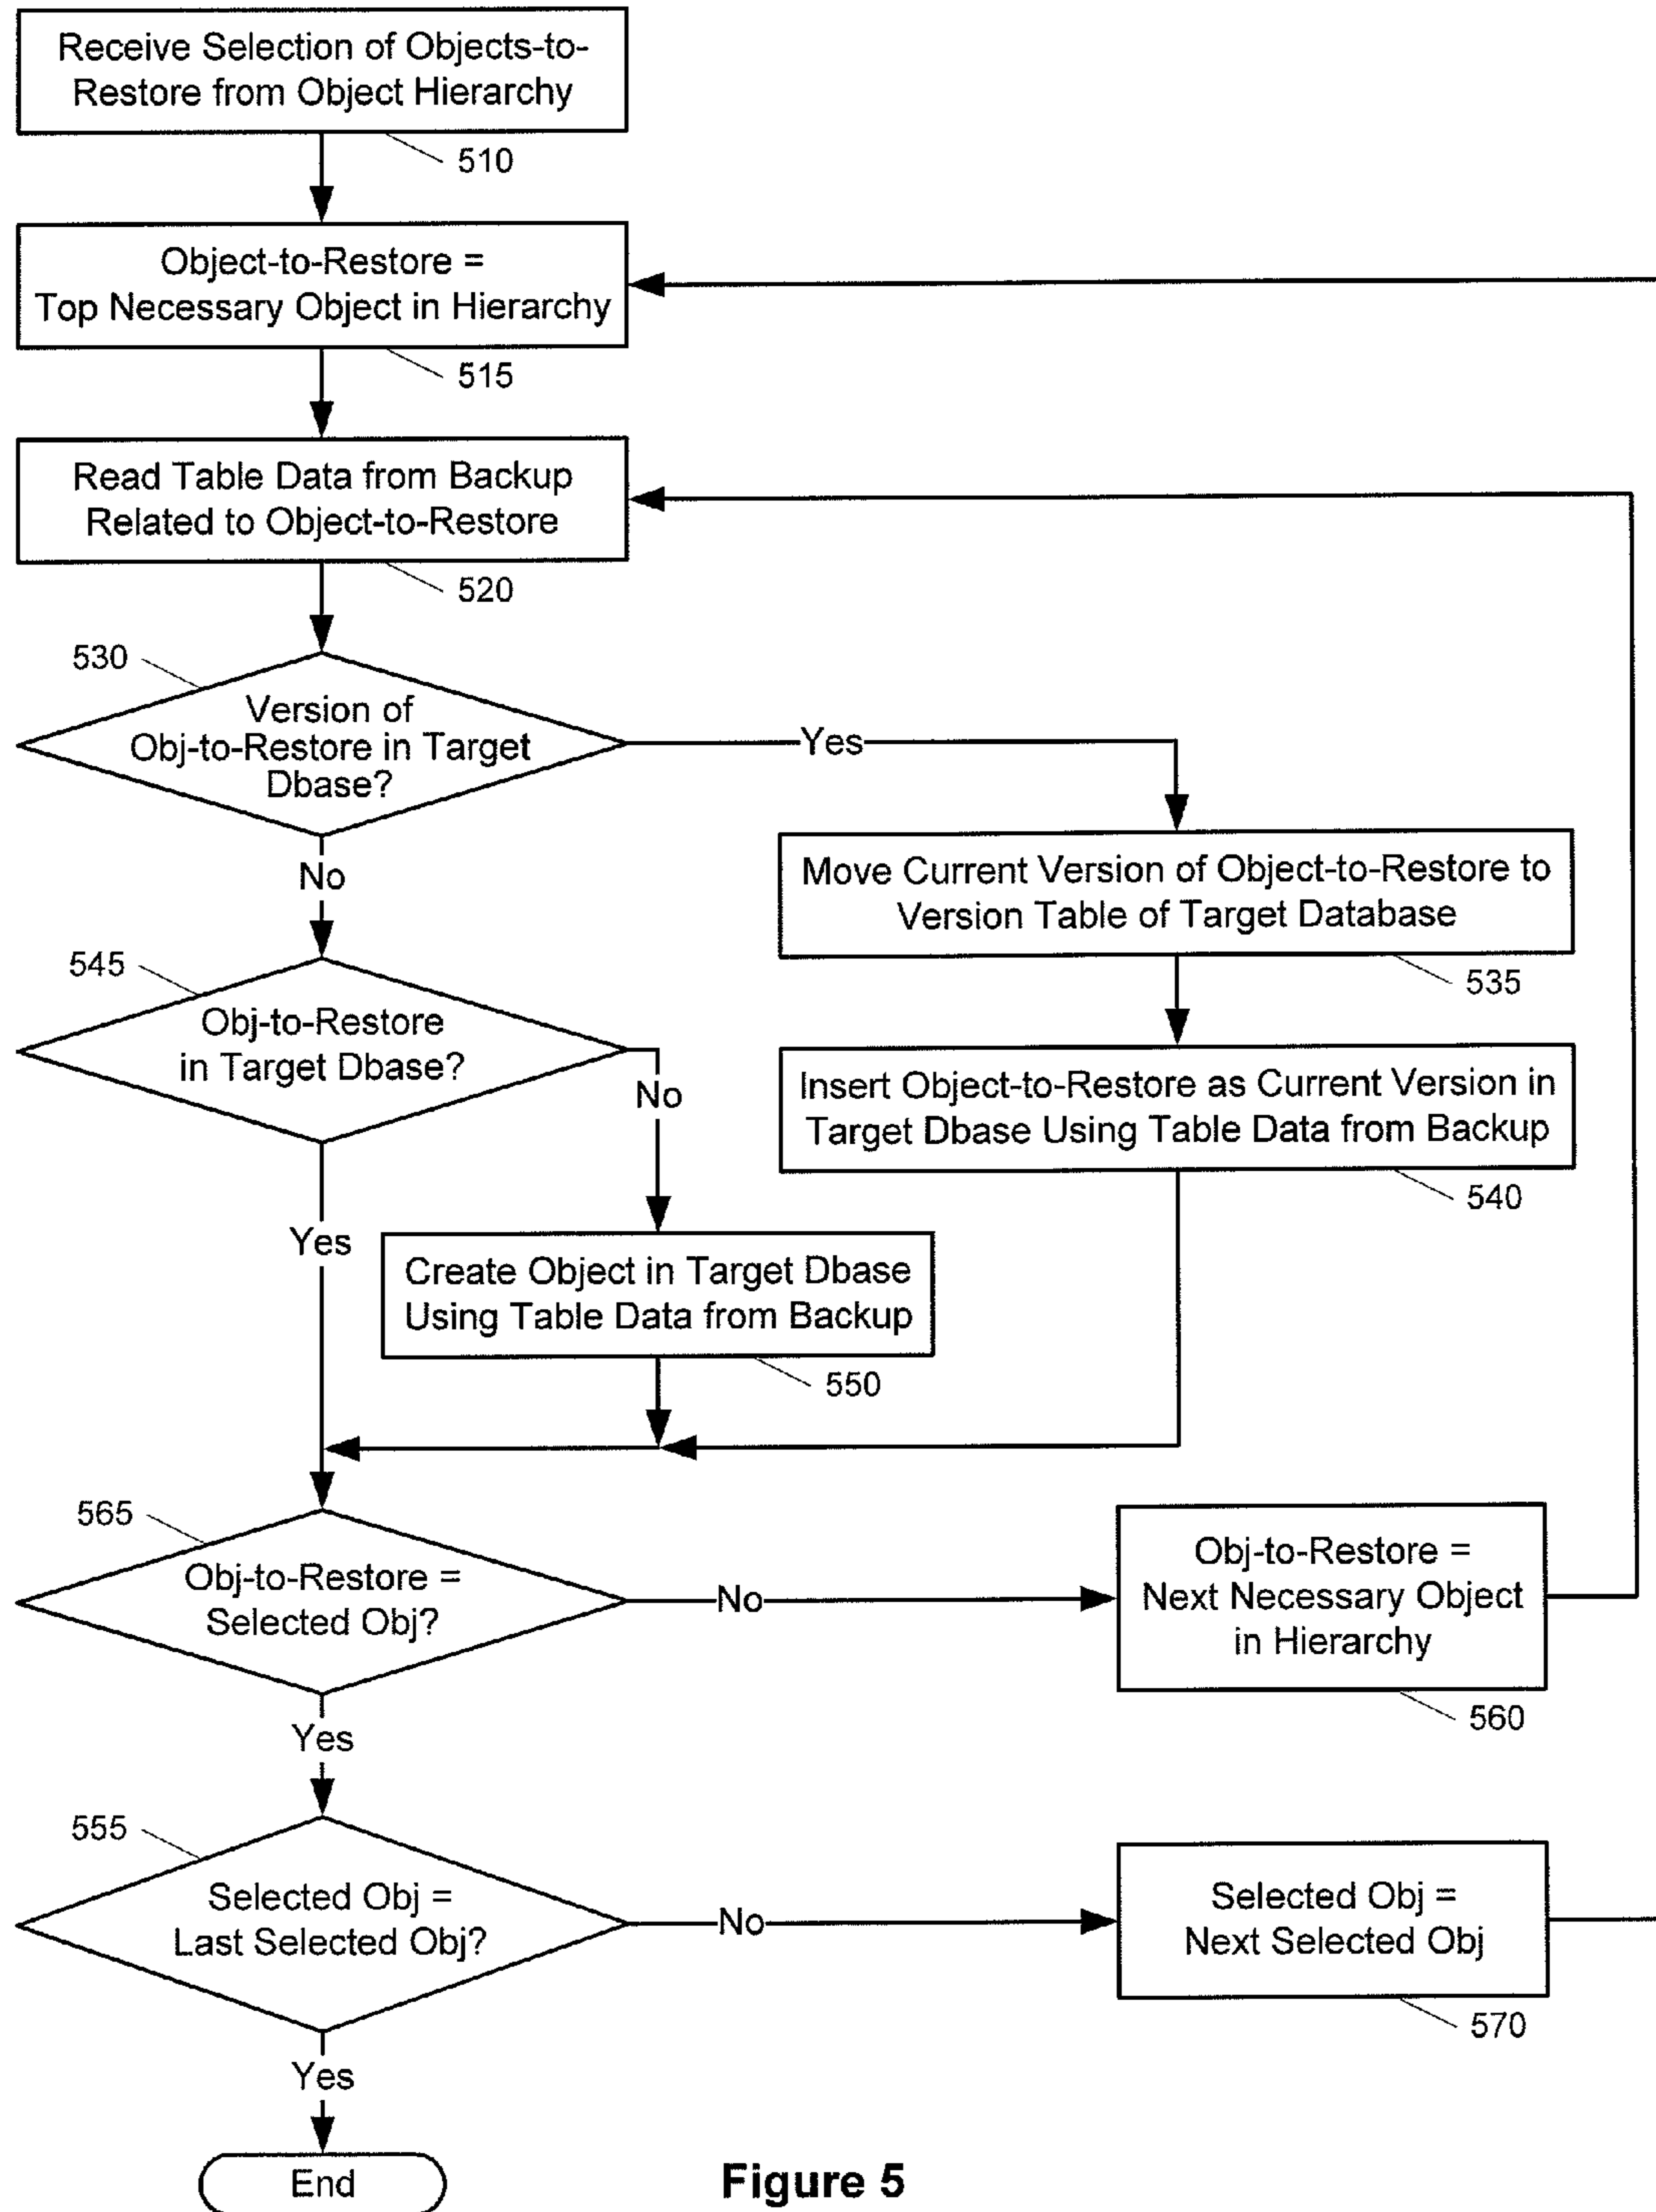 Receive Selection of Objects-to-
Restore from Object Hierarchy
510
Object-to-Restore =
Top Necessary Object in Hierarchy
515
Read Table Data from Backup
Related to Object-to-Restore
520
530
Version of
Obj-to-Restore in Target
Dbase?
Yes
No
Move Current Version of Object-to-Restore to
Version Table of Target Database
535
545
Obj-to-Restore
in Target Dbase?
No
Insert Object-to-Restore as Current Version in
Target Dbase Using Table Data from Backup
540
Yes
Create Object in Target Dbase
Using Table Data from Backup
550
565
Obj-to-Restore =
Selected Obj?
No
Obj-to-Restore =
Next Necessary Object
in Hierarchy
560
Yes
555
Selected Obj =
Last Selected Obj?
No
Selected Obj =
Next Selected Obj
570
Yes
End
Figure 5